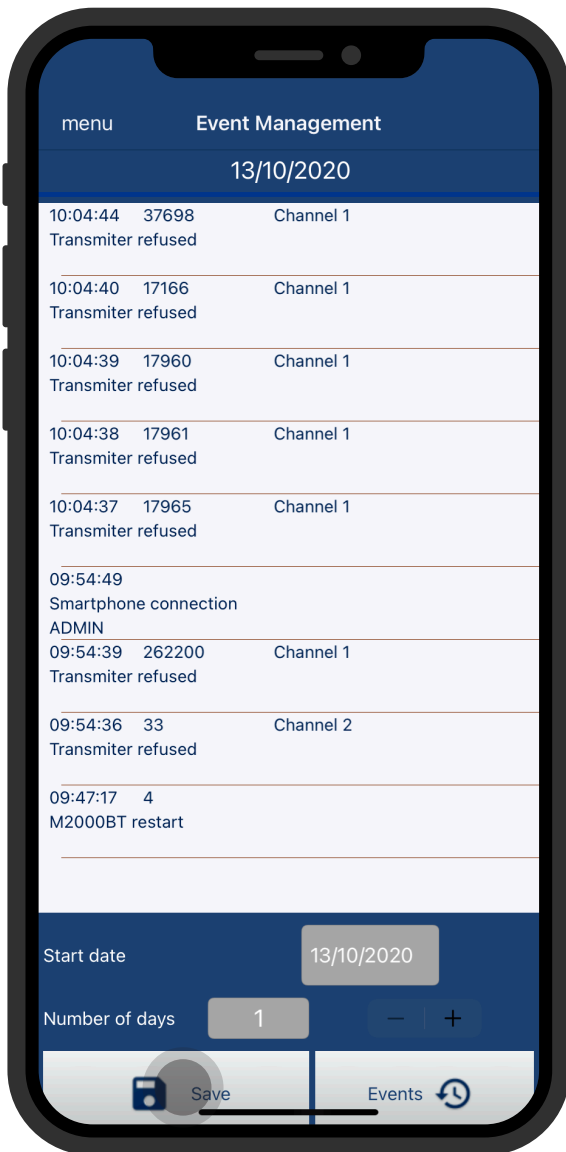 menu Event Management
13/10/2020
10:04:44 37698 Channel 1
Transmiter refused
10:04:40 17166 Channel 1
Transmiter refused
10:04:39 17960 Channel 1
Transmiter refused
10:04:38 17961 Channel 1
Transmiter refused
10:04:37 17965 Channel 1
Transmiter refused
09:54:49
Smartphone connection
ADMIN
09:54:39 262200 Channel 1
Transmiter refused
09:54:36 33 Channel 2
Transmiter refused
09:47:17 4
M2000BT restart
Start date 13/10/2020
Number of days 1 − +
Save Events